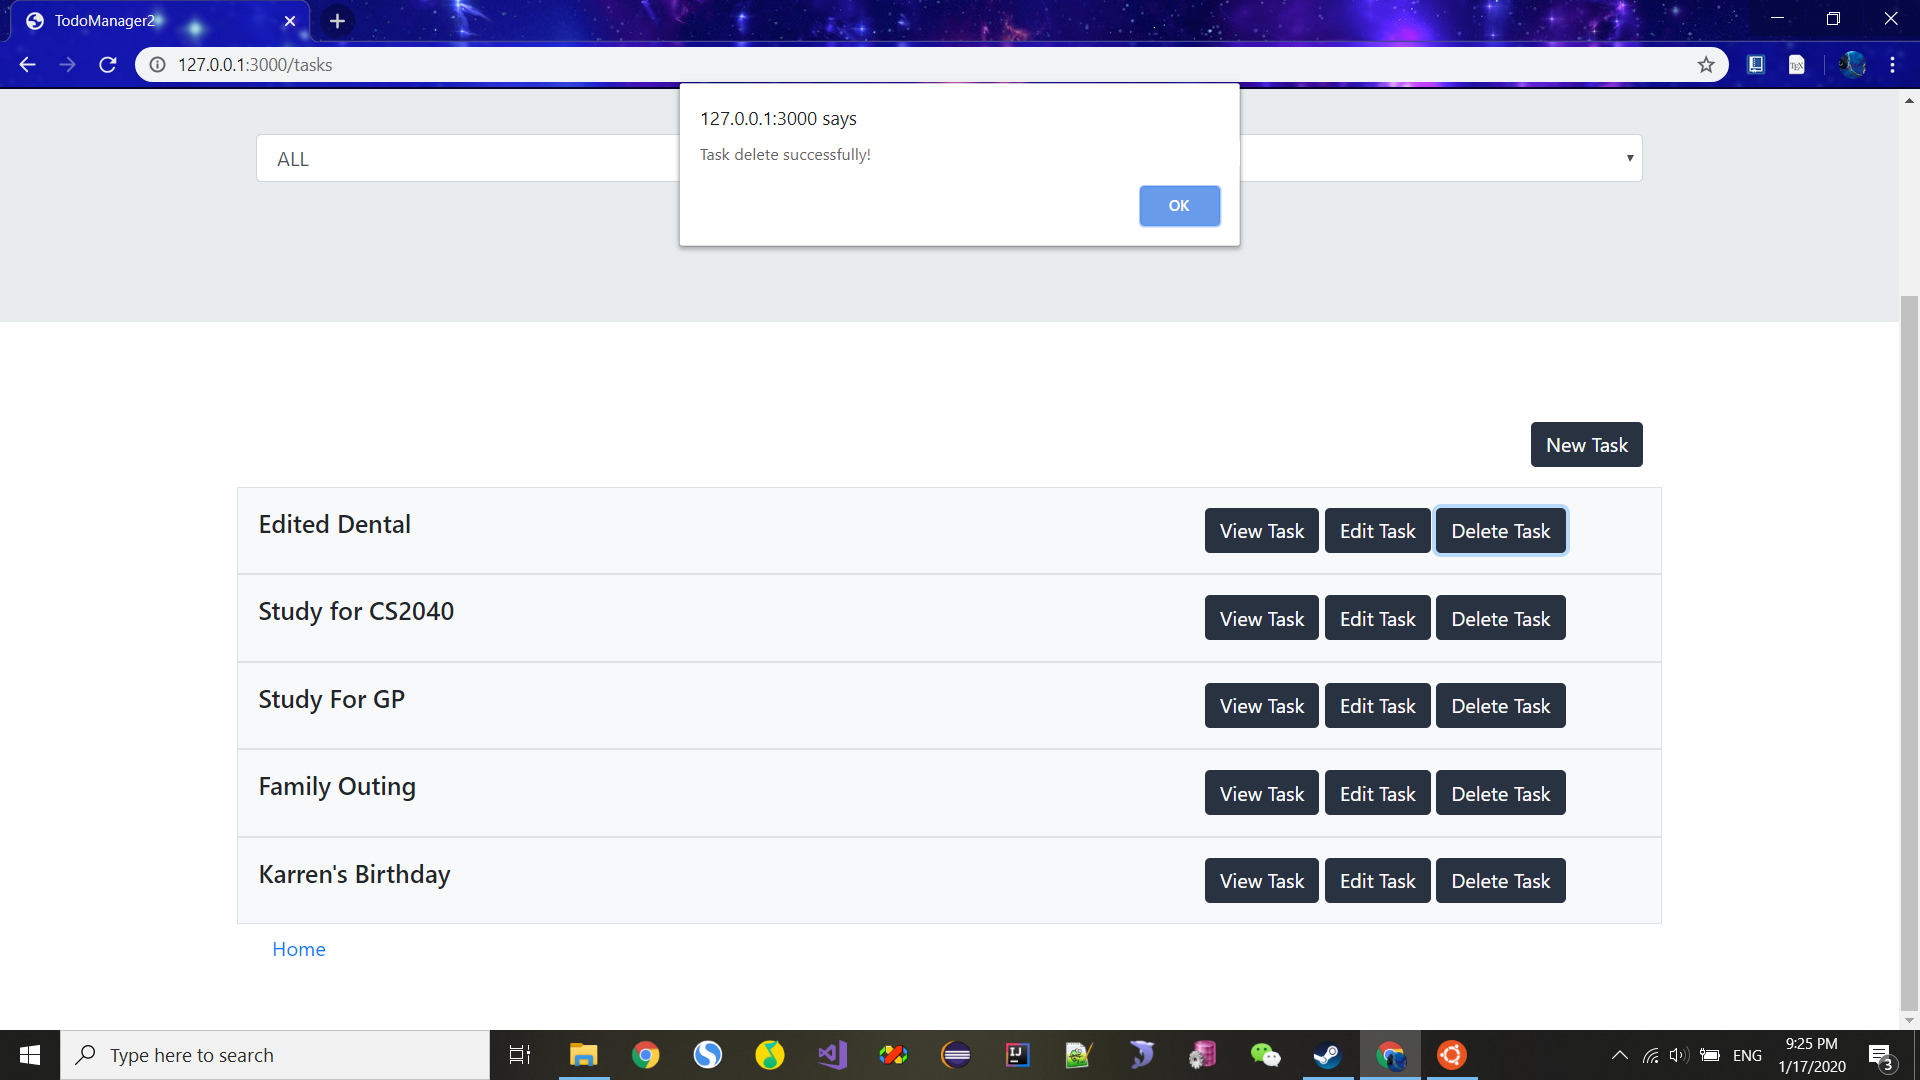 TodoManager2
127.0.0.1:3000/tasks
127.0.0.1:3000 says
Task delete successfully!
OK
ALL
New Task
Edited Dental View Task Edit Task Delete Task
Study for CS2040 View Task Edit Task Delete Task
Study For GP View Task Edit Task Delete Task
Family Outing View Task Edit Task Delete Task
Karren's Birthday View Task Edit Task Delete Task
Home
Type here to search
ENG
9:25 PM
1/17/2020
3